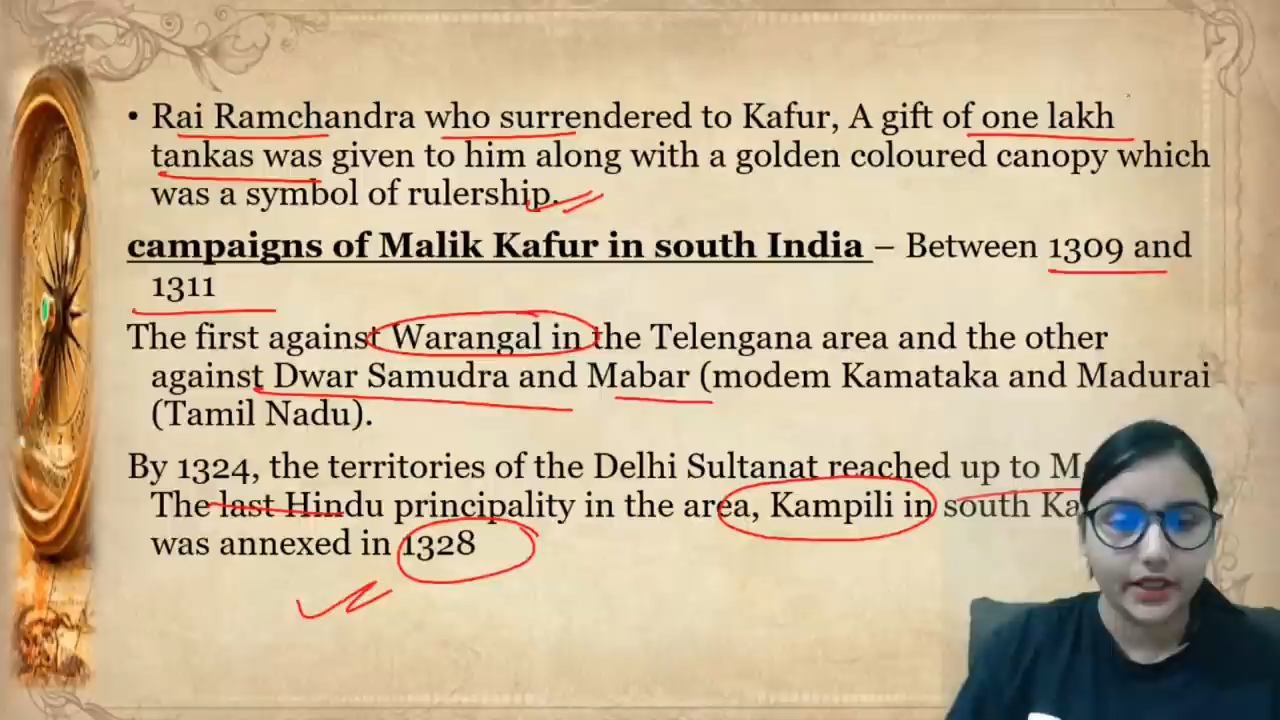 • Rai Ramchandra who surrendered to Kafur, A gift of one lakh
tankas was given to him along with a golden coloured canopy which
was a symbol of rulership.
campaigns of Malik Kafur in south India – Between 1309 and
1311
The first against Warangal in the Telengana area and the other
against Dwar Samudra and Mabar (modem Kamataka and Madurai
(Tamil Nadu).
By 1324, the territories of the Delhi Sultanat reached up to
The last Hindu principality in the area, Kampili in south
was annexed in 1328